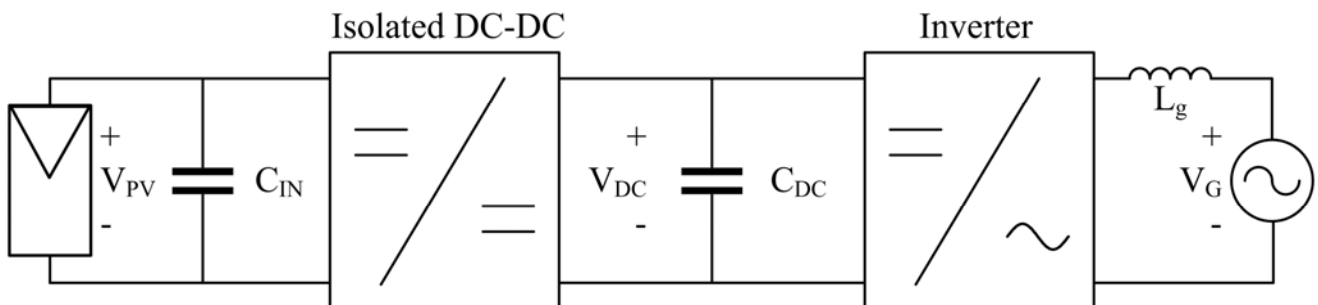 Isolated DC-DC
Inverter
+
V_PV
-
C_IN
+
V_DC
-
C_DC
L_g
+
V_G
-